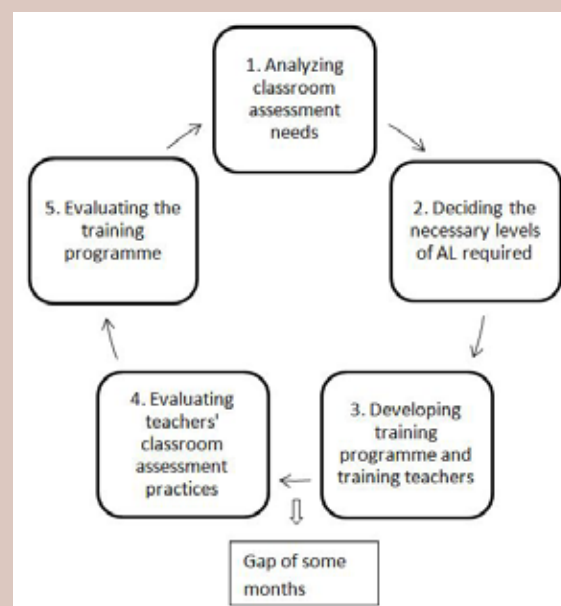 1. Analyzing
classroom
assessment
needs
2. Deciding the
necessary levels
of AL required
3. Developing
training
programme and
training teachers
4. Evaluating
teachers'
classroom
assessment
practices
5. Evaluating the
training
programme
Gap of some
months